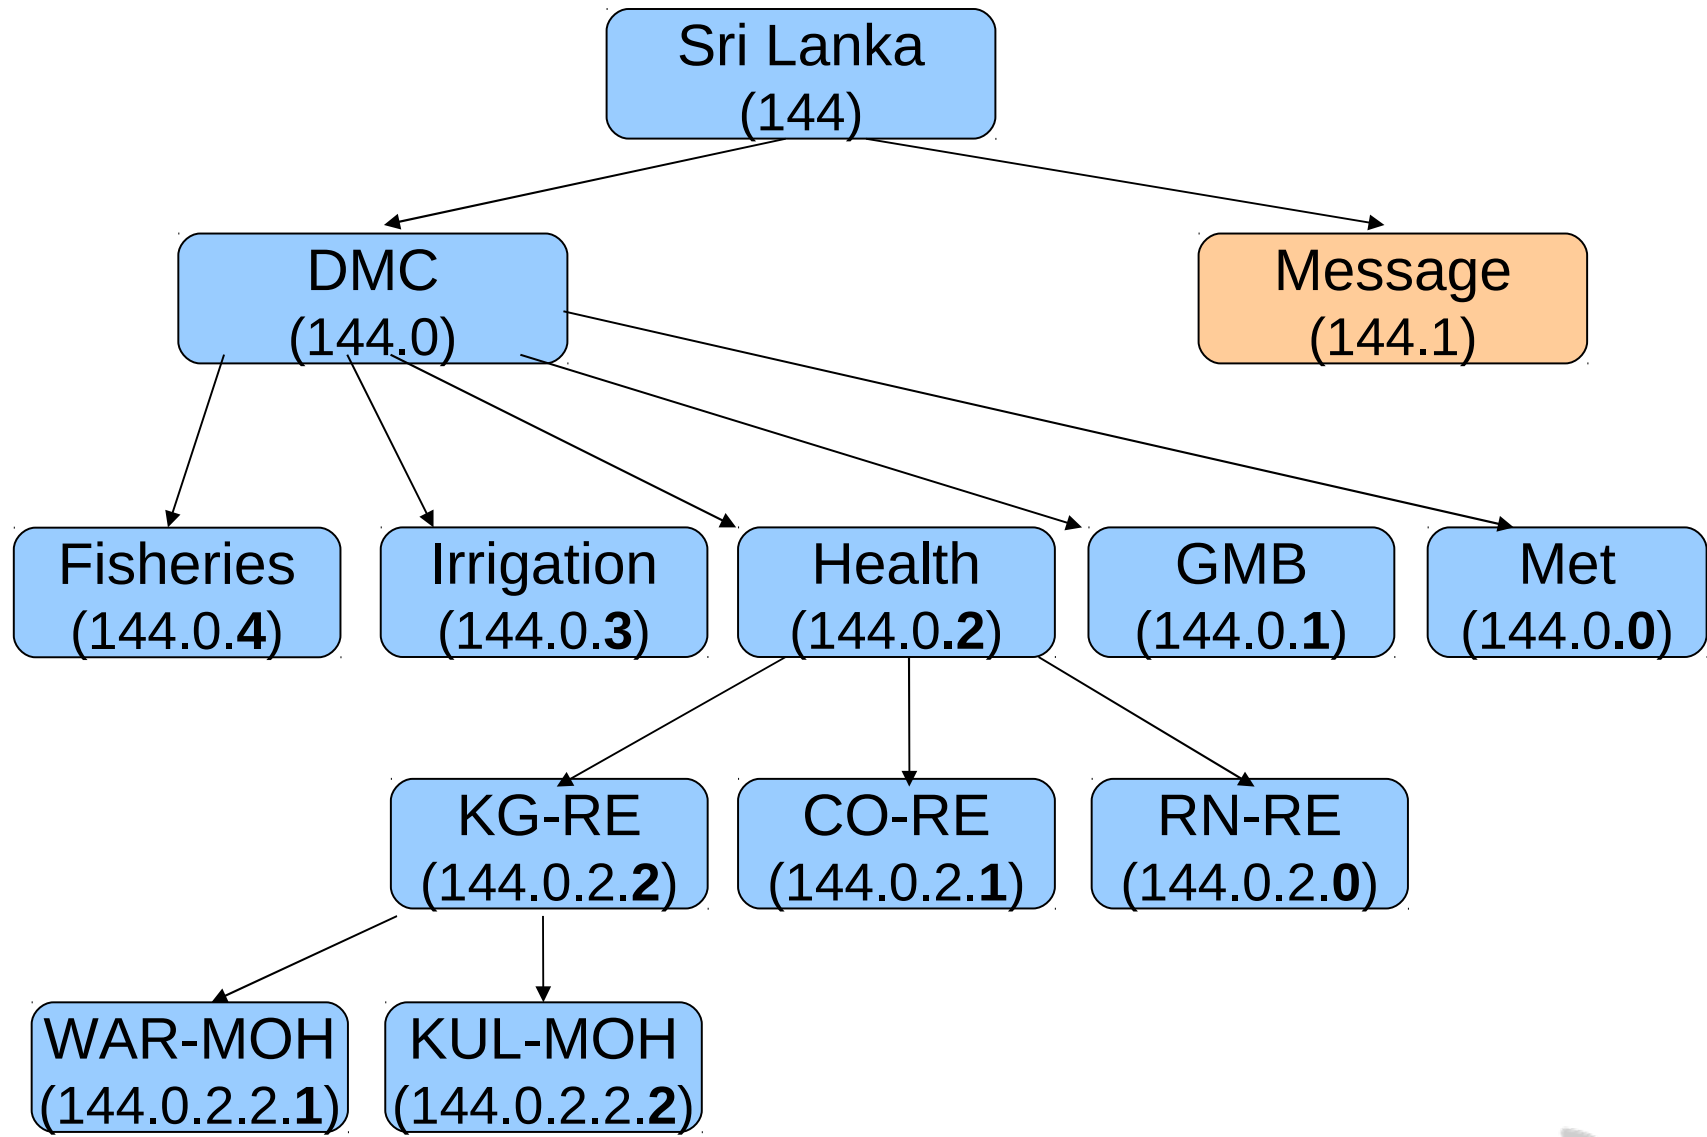 Sri Lanka
(144)
DMC
(144.0)
Message
(144.1)
Fisheries
(144.0.4)
Irrigation
(144.0.3)
Health
(144.0.2)
GMB
(144.0.1)
Met
(144.0.0)
KG-RE
(144.0.2.2)
CO-RE
(144.0.2.1)
RN-RE
(144.0.2.0)
WAR-MOH
(144.0.2.2.1)
KUL-MOH
(144.0.2.2.2)